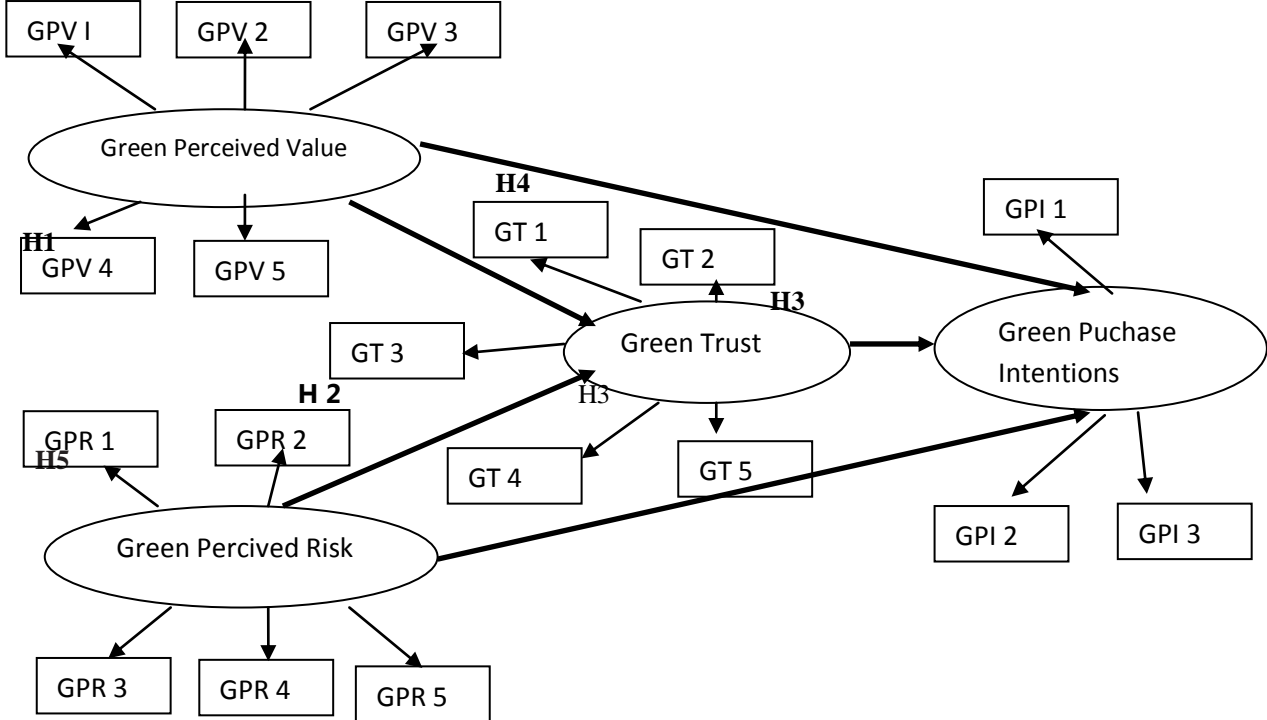 GPV I
GPV 2
GPV 3
Green Perceived Value
H4
GPI 1
GT 1
H1
GPV 4
GPV 5
GT 2
H3
Green Trust
Green Puchase
Intentions
GT 3
H 2
H3
GPR 1
H5
GPR 2
GT 4
GT 5
GPI 2
GPI 3
Green Percived Risk
GPR 3
GPR 4
GPR 5